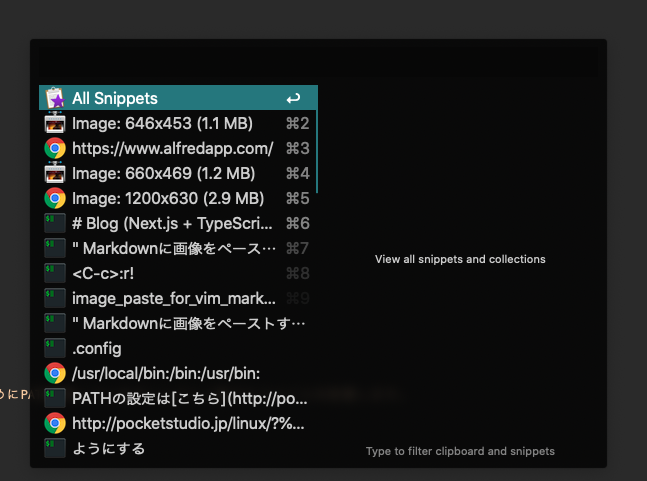 All Snippets ↩
Image: 646x453 (1.1 MB) ⌘2
https://www.alfredapp.com/ ⌘3
Image: 660x469 (1.2 MB) ⌘4
Image: 1200x630 (2.9 MB) ⌘5
# Blog (Next.js + TypeScri... ⌘6
" Markdownに画像をペース… ⌘7
<C-c>:r! ⌘8
image_paste_for_vim_mark... ⌘9
" Markdownに画像をペーストす…
.config
/usr/local/bin:/bin:/usr/bin:
PATHの設定は[こちら](http://po...
http://pocketstudio.jp/linux/?%...
ようにする
View all snippets and collections
Type to filter clipboard and snippets